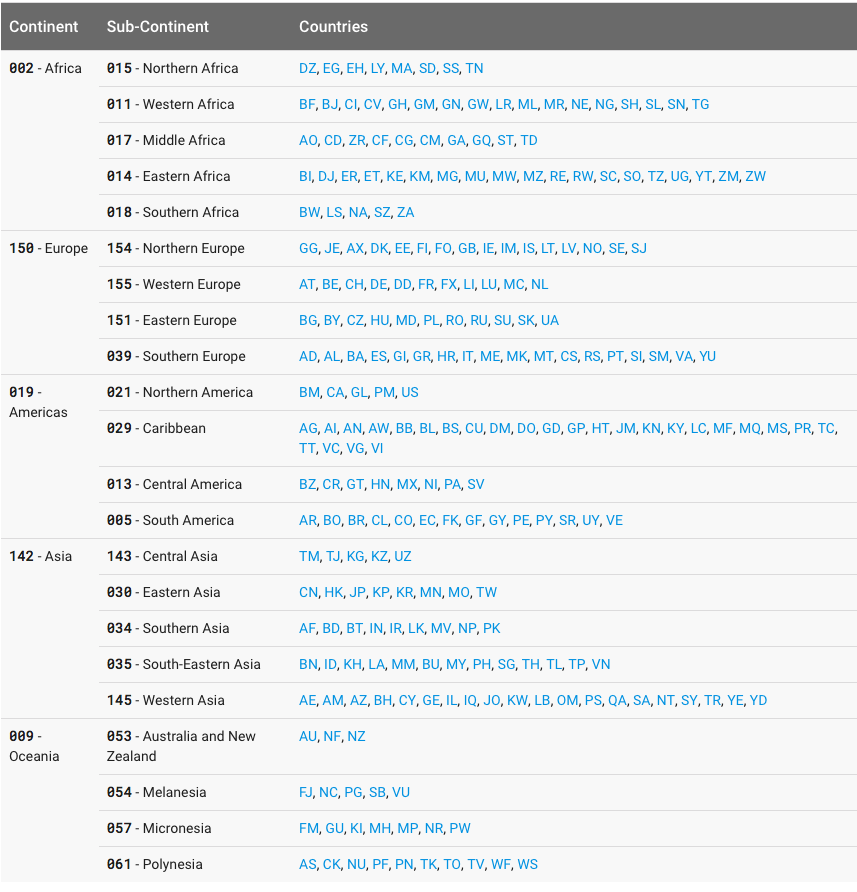 Continent Sub-Continent Countries
002 - Africa 015 - Northern Africa DZ, EG, EH, LY, MA, SD, SS, TN
011 - Western Africa BF, BJ, CI, CV, GH, GM, GN, GW, LR, ML, MR, NE, NG, SH, SL, SN, TG
017 - Middle Africa AO, CD, ZR, CF, CG, CM, GA, GQ, ST, TD
014 - Eastern Africa BI, DJ, ER, ET, KE, KM, MG, MU, MW, MZ, RE, RW, SC, SO, TZ, UG, YT, ZM, ZW
018 - Southern Africa BW, LS, NA, SZ, ZA
150 - Europe 154 - Northern Europe GG, JE, AX, DK, EE, FI, FO, GB, IE, IM, IS, LT, LV, NO, SE, SJ
155 - Western Europe AT, BE, CH, DE, DD, FR, FX, LI, LU, MC, NL
151 - Eastern Europe BG, BY, CZ, HU, MD, PL, RO, RU, SU, SK, UA
039 - Southern Europe AD, AL, BA, ES, GI, GR, HR, IT, ME, MK, MT, CS, RS, PT, SI, SM, VA, YU
019 - 021 - Northern America BM, CA, GL, PM, US
Americas
029 - Caribbean AG, AI, AN, AW, BB, BL, BS, CU, DM, DO, GD, GP, HT, JM, KN, KY, LC, MF, MQ, MS, PR, TC,
TT, VC, VG, VI
013 - Central America BZ, CR, GT, HN, MX, NI, PA, SV
005 - South America AR, BO, BR, CL, CO, EC, FK, GF, GY, PE, PY, SR, UY, VE
142 - Asia 143 - Central Asia TM, TJ, KG, KZ, UZ
030 - Eastern Asia CN, HK, JP, KP, KR, MN, MO, TW
034 - Southern Asia AF, BD, BT, IN, IR, LK, MV, NP, PK
035 - South-Eastern Asia BN, ID, KH, LA, MM, BU, MY, PH, SG, TH, TL, TP, VN
145 - Western Asia AE, AM, AZ, BH, CY, GE, IL, IQ, JO, KW, LB, OM, PS, QA, SA, NT, SY, TR, YE, YD
009 - 053 - Australia and New AU, NF, NZ
Oceania Zealand
054 - Melanesia FJ, NC, PG, SB, VU
057 - Micronesia FM, GU, KI, MH, MP, NR, PW
061 - Polynesia AS, CK, NU, PF, PN, TK, TO, TV, WF, WS